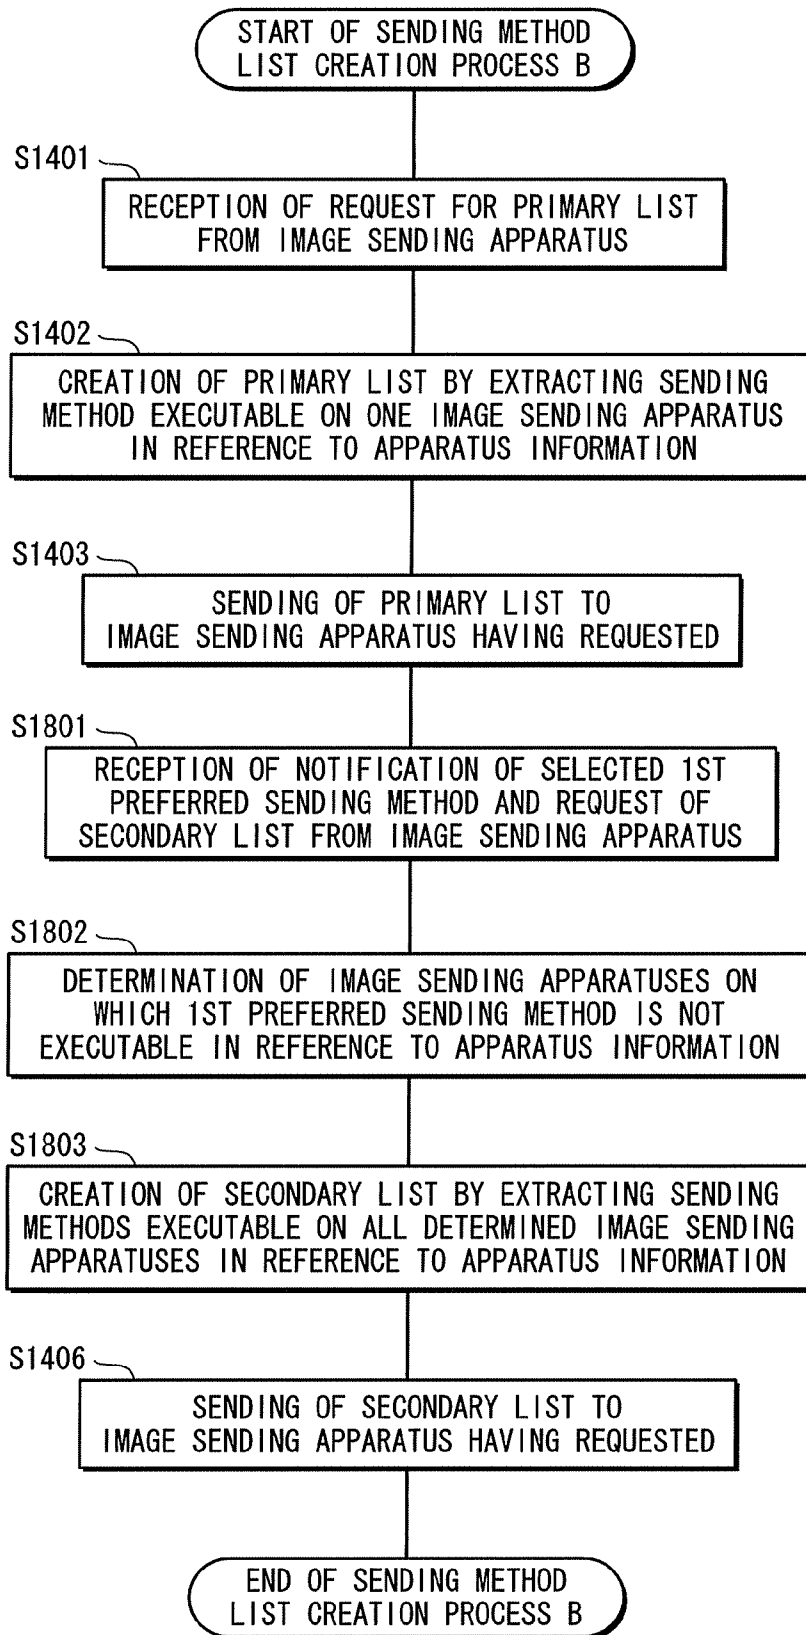 START OF SENDING METHOD
LIST CREATION PROCESS B
S1401
RECEPTION OF REQUEST FOR PRIMARY LIST
FROM IMAGE SENDING APPARATUS
S1402
CREATION OF PRIMARY LIST BY EXTRACTING SENDING
METHOD EXECUTABLE ON ONE IMAGE SENDING APPARATUS
IN REFERENCE TO APPARATUS INFORMATION
S1403
SENDING OF PRIMARY LIST TO
IMAGE SENDING APPARATUS HAVING REQUESTED
S1801
RECEPTION OF NOTIFICATION OF SELECTED 1ST
PREFERRED SENDING METHOD AND REQUEST OF
SECONDARY LIST FROM IMAGE SENDING APPARATUS
S1802
DETERMINATION OF IMAGE SENDING APPARATUSES ON
WHICH 1ST PREFERRED SENDING METHOD IS NOT
EXECUTABLE IN REFERENCE TO APPARATUS INFORMATION
S1803
CREATION OF SECONDARY LIST BY EXTRACTING SENDING
METHODS EXECUTABLE ON ALL DETERMINED IMAGE SENDING
APPARATUSES IN REFERENCE TO APPARATUS INFORMATION
S1406
SENDING OF SECONDARY LIST TO
IMAGE SENDING APPARATUS HAVING REQUESTED
END OF SENDING METHOD
LIST CREATION PROCESS B